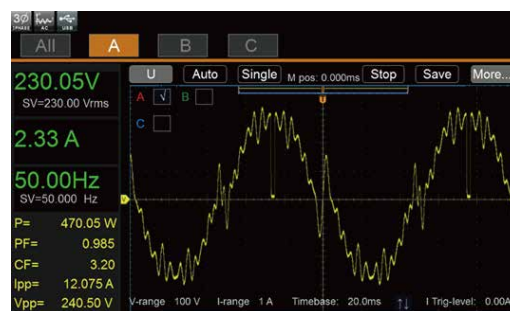 3Ø
PHASE AC USB
All A B C
230.05V
SV=230.00 Vrms
2.33 A
50.00Hz
SV=50.000 Hz
P= 470.05 W
PF= 0.985
CF= 3.20
Ipp= 12.075 A
Vpp= 240.50 V
U Auto Single M pos: 0.000ms Stop Save More...
A √ B
C
V-range 100 V I-range 1 A Timebase: 20.0ms ↑↓ I Trig-level: 0.00A